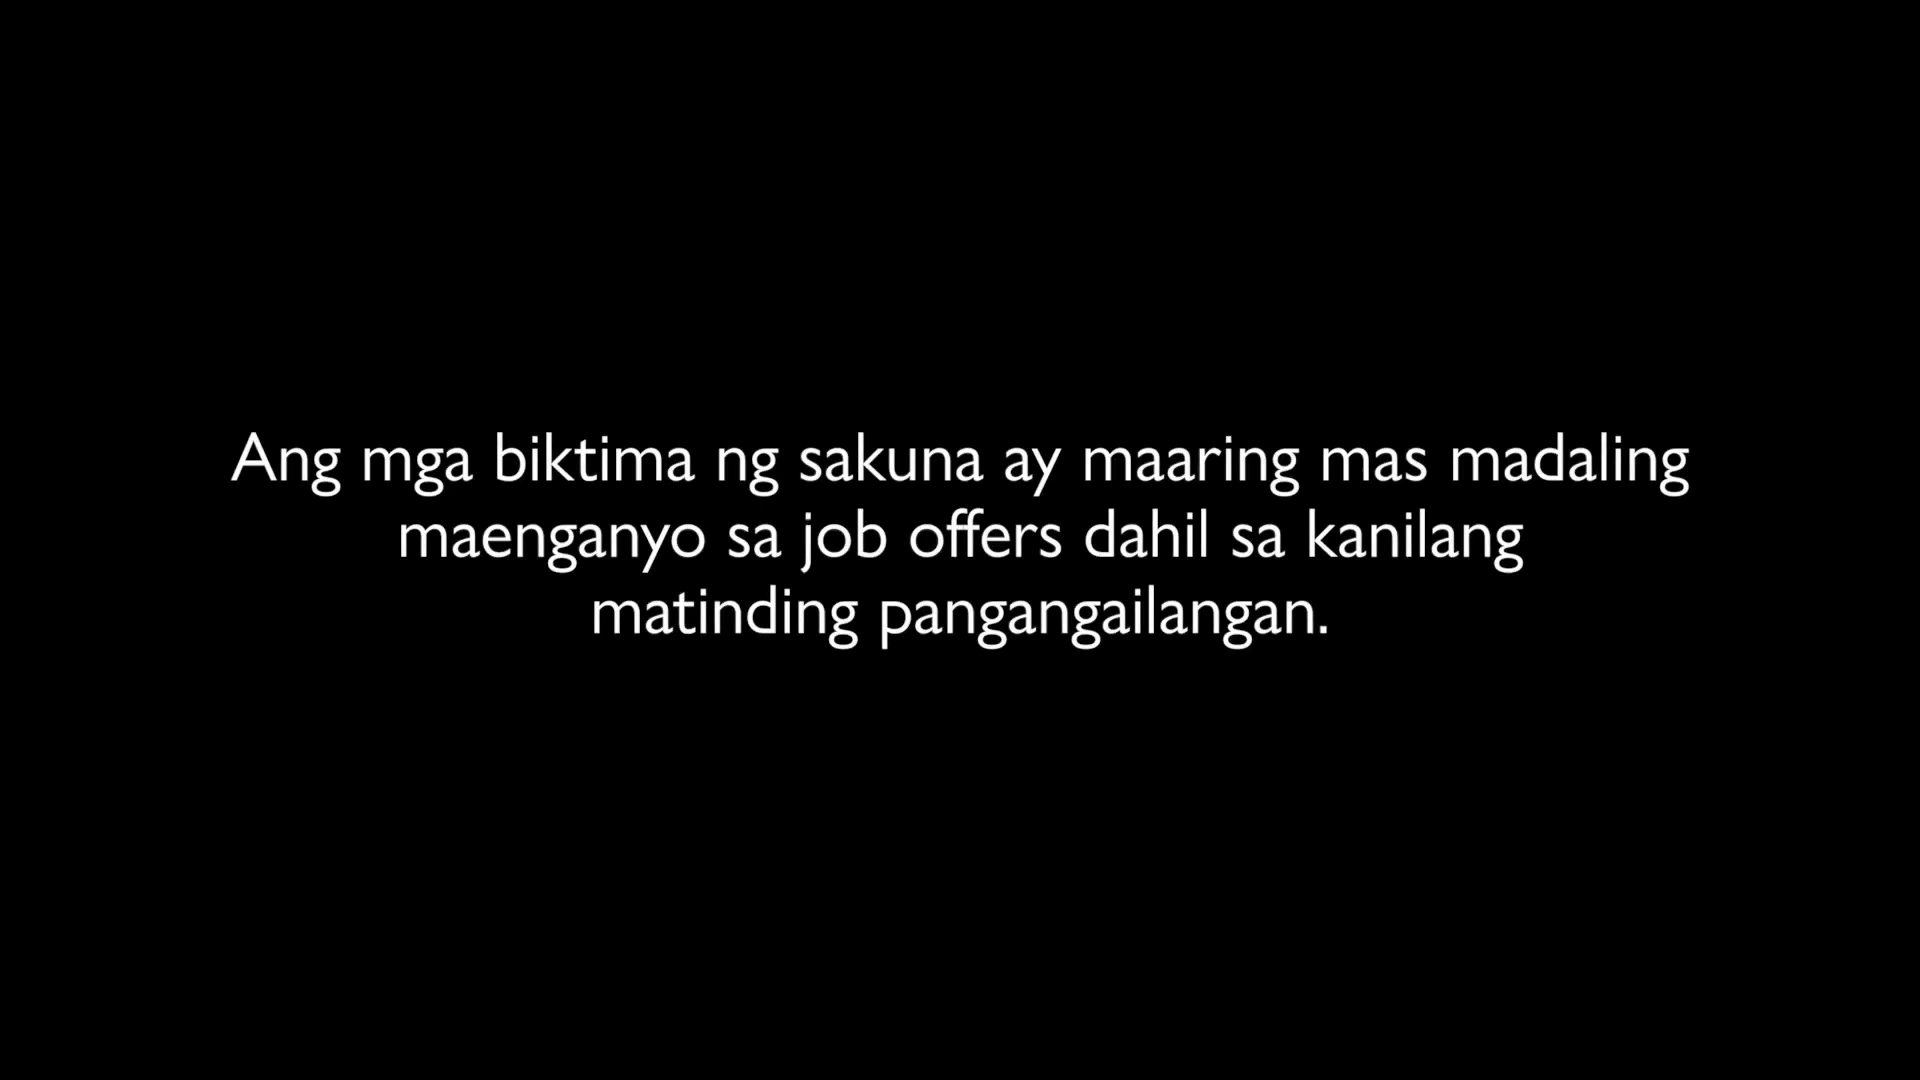 Ang mga biktima ng sakuna ay maaring mas madaling
maenganyo sa job offers dahil sa kanilang
matinding pangangailangan.